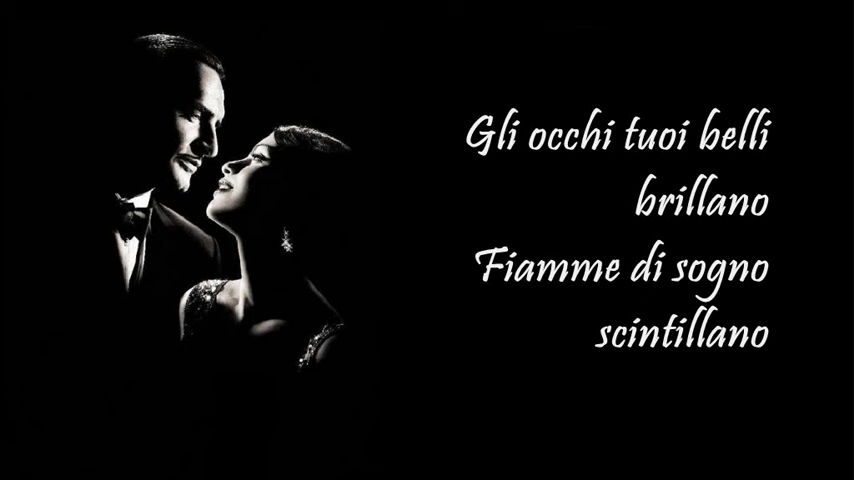 Gli occhi tuoi belli
brillano
Fiamme di sogno
scintillano